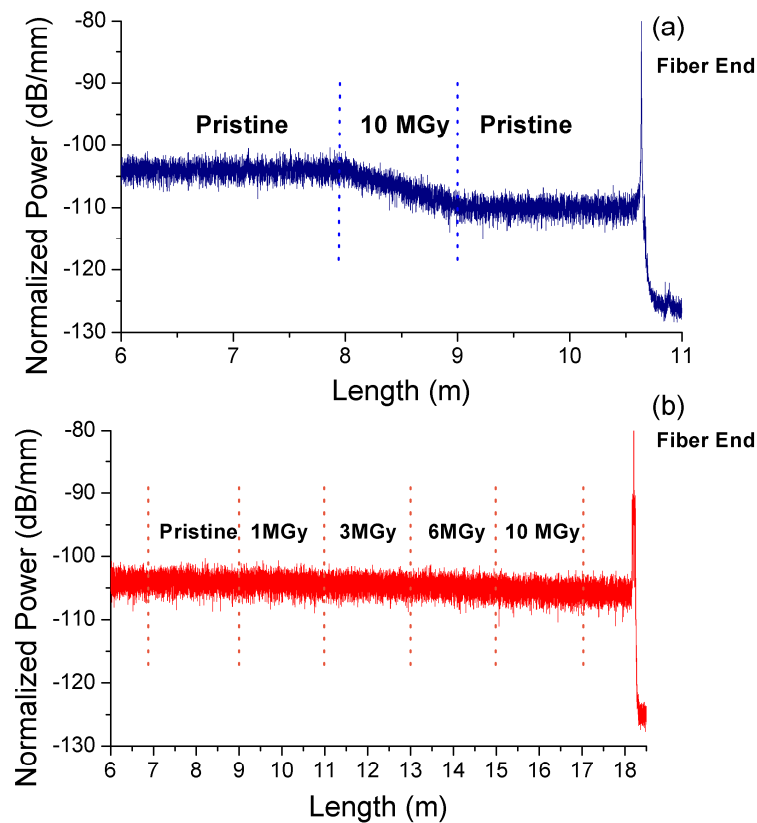 (a)
Fiber End
Normalized Power (dB/mm)
-80
-90
-100
-110
-120
-130
Pristine
10 MGy
Pristine
6
7
8
9
10
11
Length (m)
(b)
Fiber End
Normalized Power (dB/mm)
-80
-90
-100
-110
-120
-130
Pristine
1MGy
3MGy
6MGy
10 MGy
6
7
8
9
10
11
12
13
14
15
16
17
18
Length (m)